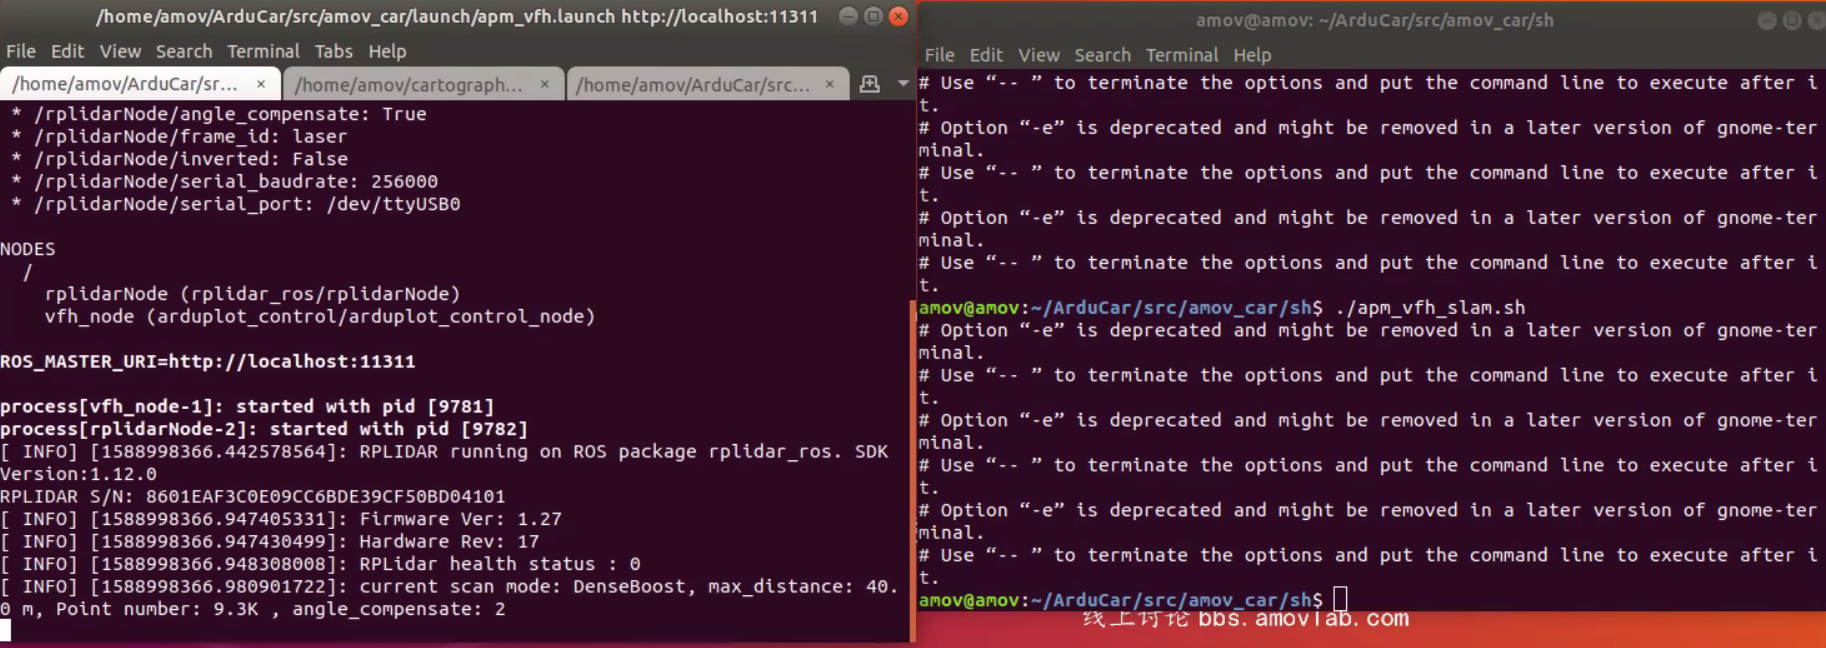 /home/amov/ArduCar/src/amov_car/launch/apm_vfh.launch http://localhost:11311
File Edit View Search Terminal Tabs Help
/home/amov/ArduCar/sr... × /home/amov/cartograph... × /home/amov/ArduCar/src... ×
* /rplidarNode/angle_compensate: True
* /rplidarNode/frame_id: laser
* /rplidarNode/inverted: False
* /rplidarNode/serial_baudrate: 256000
* /rplidarNode/serial_port: /dev/ttyUSB0
NODES
/
rplidarNode (rplidar_ros/rplidarNode)
vfh_node (arduplot_control/arduplot_control_node)
ROS_MASTER_URI=http://localhost:11311
process[vfh_node-1]: started with pid [9781]
process[rplidarNode-2]: started with pid [9782]
[ INFO] [1588998366.442578564]: RPLIDAR running on ROS package rplidar_ros. SDK
Version:1.12.0
RPLIDAR S/N: 8601EAF3C0E09CC6BDE39CF50BD04101
[ INFO] [1588998366.947405331]: Firmware Ver: 1.27
[ INFO] [1588998366.947430499]: Hardware Rev: 17
[ INFO] [1588998366.948308008]: RPLidar health status : 0
[ INFO] [1588998366.980901722]: current scan mode: DenseBoost, max_distance: 40.
0 m, Point number: 9.3K , angle_compensate: 2
amov@amov: ~/ArduCar/src/amov_car/sh
File Edit View Search Terminal Help
# Use “-- ” to terminate the options and put the command line to execute after i
t.
# Option “-e” is deprecated and might be removed in a later version of gnome-ter
minal.
# Use “-- ” to terminate the options and put the command line to execute after i
t.
# Option “-e” is deprecated and might be removed in a later version of gnome-ter
minal.
# Use “-- ” to terminate the options and put the command line to execute after i
t.
amov@amov:~/ArduCar/src/amov_car/sh$ ./apm_vfh_slam.sh
# Option “-e” is deprecated and might be removed in a later version of gnome-ter
minal.
# Use “-- ” to terminate the options and put the command line to execute after i
t.
# Option “-e” is deprecated and might be removed in a later version of gnome-ter
minal.
# Use “-- ” to terminate the options and put the command line to execute after i
t.
# Option “-e” is deprecated and might be removed in a later version of gnome-ter
minal.
# Use “-- ” to terminate the options and put the command line to execute after i
t.
amov@amov:~/ArduCar/src/amov_car/sh$
线上讨论 bbs.amovlab.com